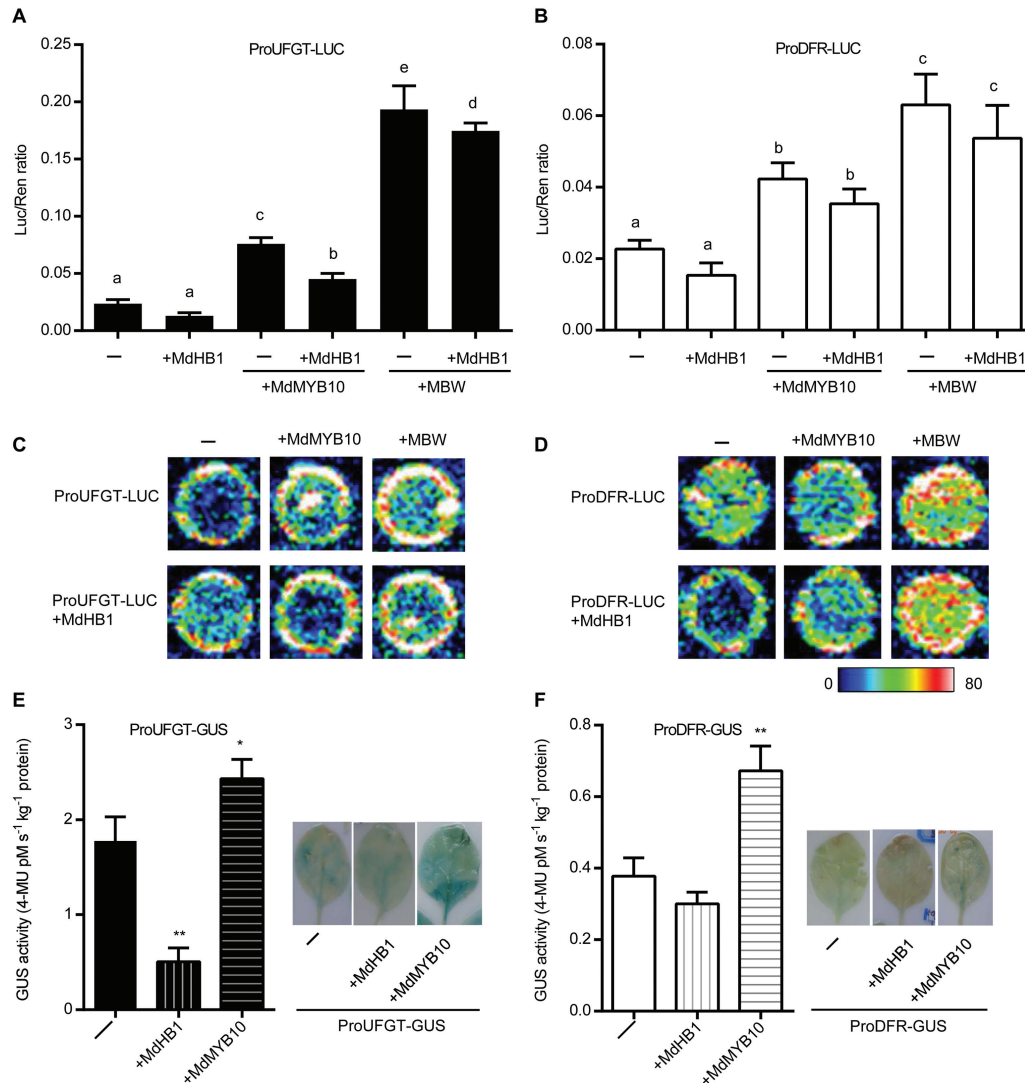 A
ProUFGT-LUC
Luc/Ren ratio
0.25
0.20
0.15
0.10
0.05
0.00
a
a
c
b
e
d
— +MdHB1 — +MdHB1 — +MdHB1
+MdMYB10 +MBW
B
ProDFR-LUC
Luc/Ren ratio
0.08
0.06
0.04
0.02
0.00
a
a
b
b
c
c
— +MdHB1 — +MdHB1 — +MdHB1
+MdMYB10 +MBW
C
— +MdMYB10 +MBW
ProUFGT-LUC
ProUFGT-LUC
+MdHB1
D
— +MdMYB10 +MBW
ProDFR-LUC
ProDFR-LUC
+MdHB1
0 80
E
ProUFGT-GUS
GUS activity (4-MU pM s⁻¹ kg⁻¹ protein)
3
2
1
0
**
*
— +MdHB1 +MdMYB10
— +MdHB1 +MdMYB10
ProUFGT-GUS
F
ProDFR-GUS
GUS activity (4-MU pM s⁻¹ kg⁻¹ protein)
0.8
0.6
0.4
0.2
0.0
**
— +MdHB1 +MdMYB10
— +MdHB1 +MdMYB10
ProDFR-GUS